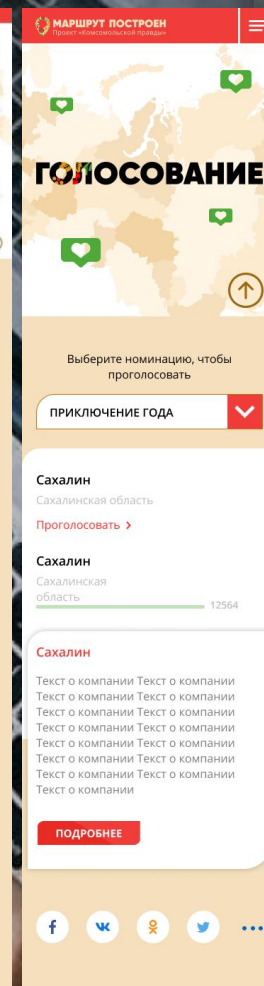 МАРШРУТ ПОСТРОЕН
Проект «Комсомольской правды»
ГОЛОСОВАНИЕ
Выберите номинацию, чтобы
проголосовать
ПРИКЛЮЧЕНИЕ ГОДА
Сахалин
Сахалинская область
Проголосовать >
Сахалин
Сахалинская
область
12564
Сахалин
Текст о компании Текст о компании
Текст о компании Текст о компании
Текст о компании Текст о компании
Текст о компании Текст о компании
Текст о компании Текст о компании
Текст о компании Текст о компании
Текст о компании Текст о компании
Текст о компании
ПОДРОБНЕЕ